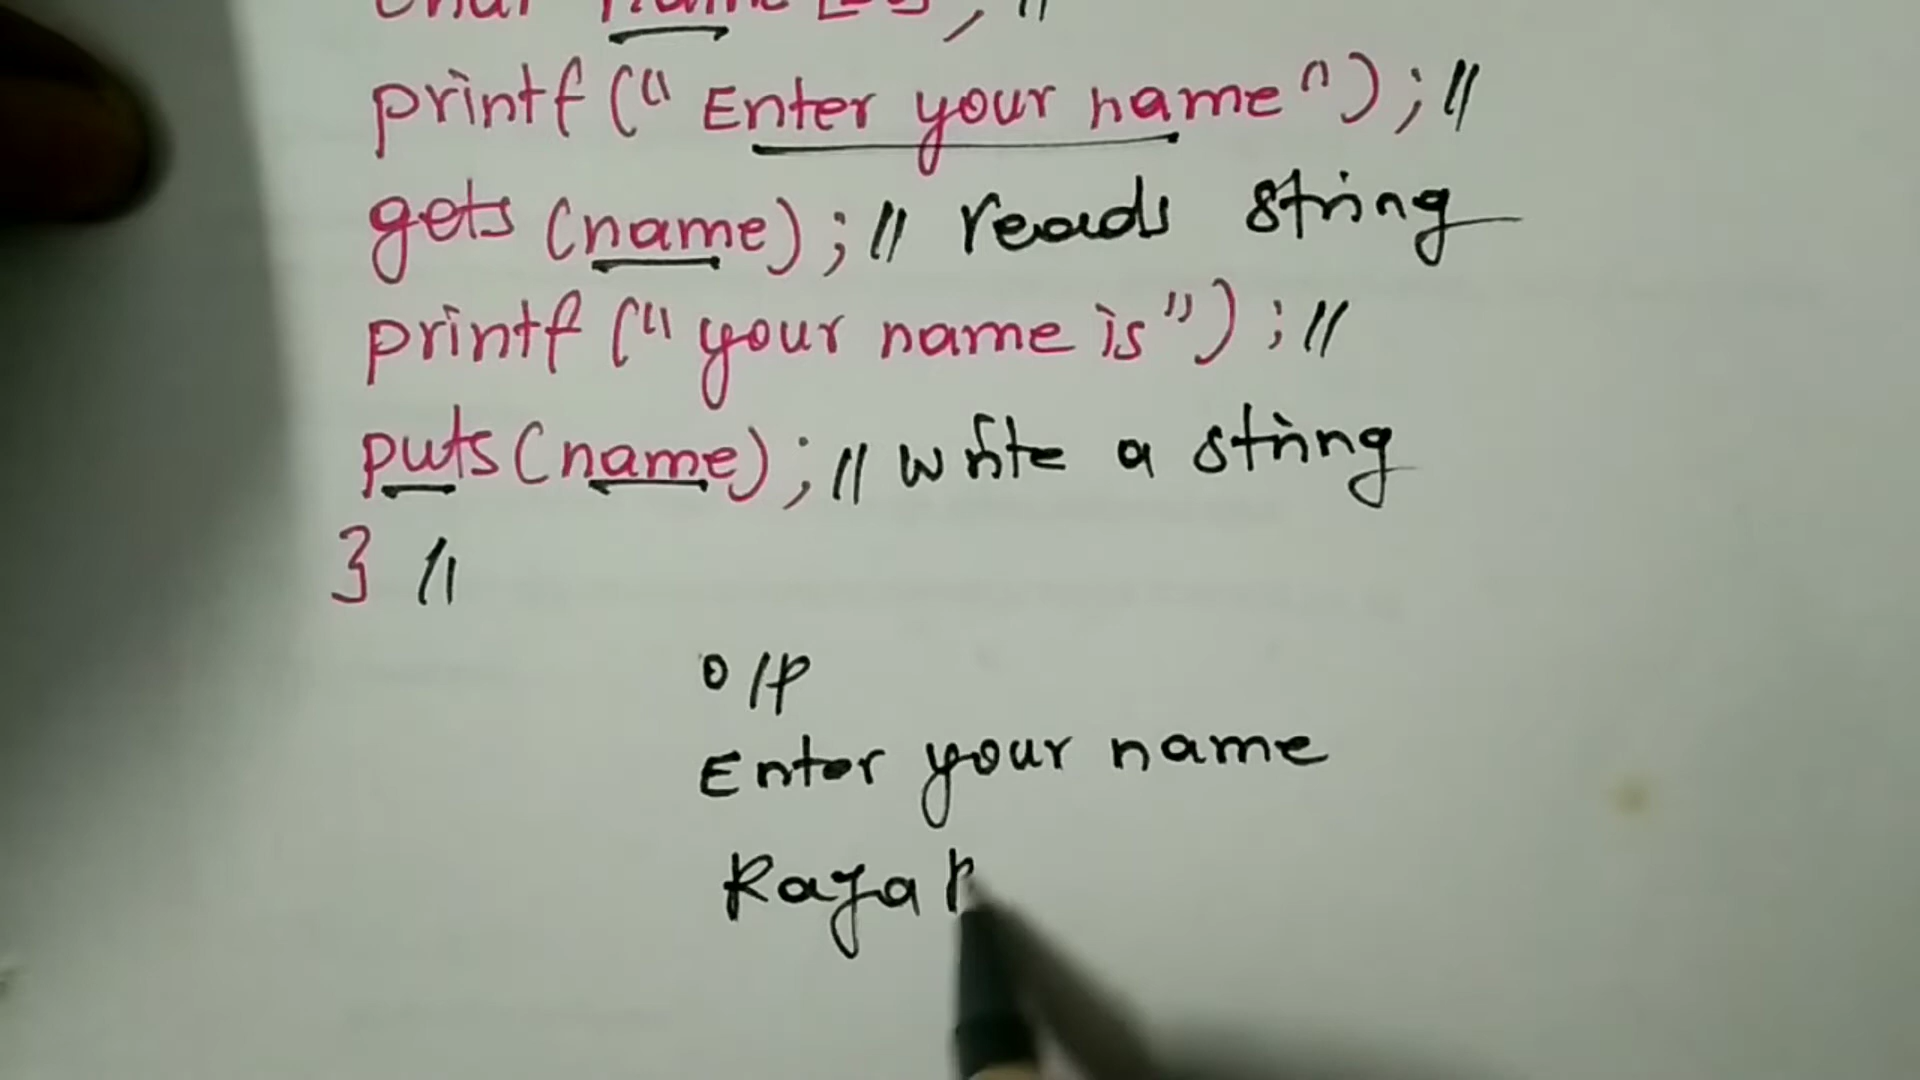 name
printf (" Enter your name "); //
gets (name); // reads string
printf (" your name is "); //
puts (name); // write a string
} //
o/p
Enter your name